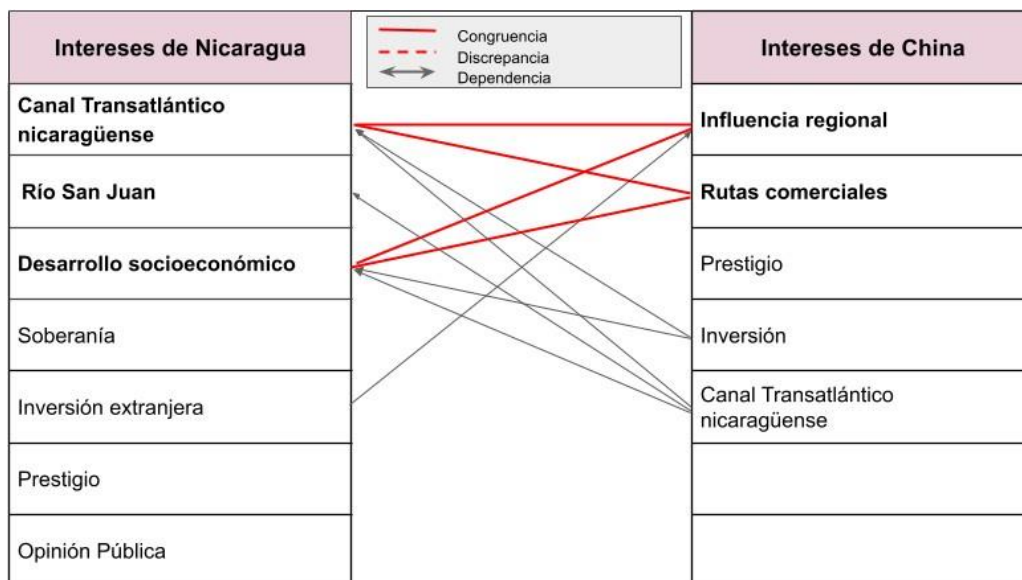 Intereses de Nicaragua
Canal Transatlántico
nicaragüense
Río San Juan
Desarrollo socioeconómico
Soberanía
Inversión extranjera
Prestigio
Opinión Pública
Congruencia
Discrepancia
Dependencia
Intereses de China
Influencia regional
Rutas comerciales
Prestigio
Inversión
Canal Transatlántico
nicaragüense